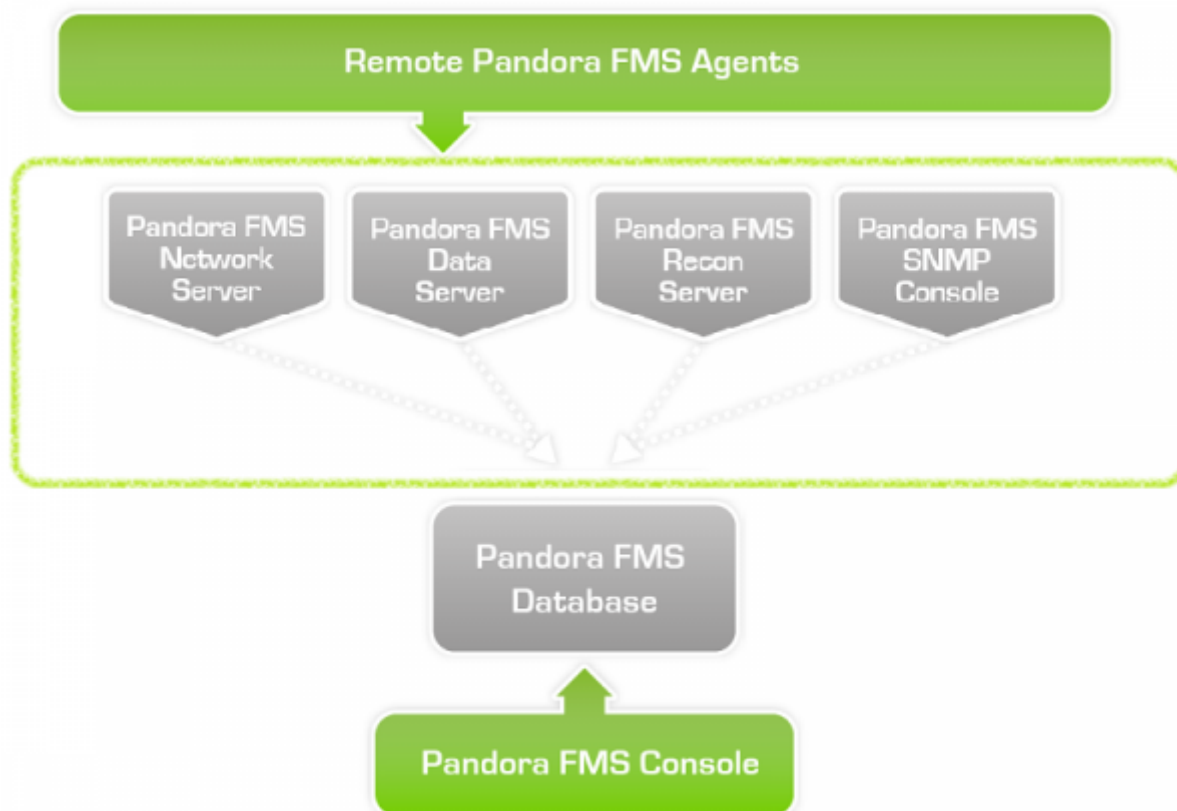 Remote Pandora FMS Agents
Pandora FMS
Network
Server
Pandora FMS
Data
Server
Pandora FMS
Recon
Server
Pandora FMS
SNMP
Console
Pandora FMS
Database
Pandora FMS Console